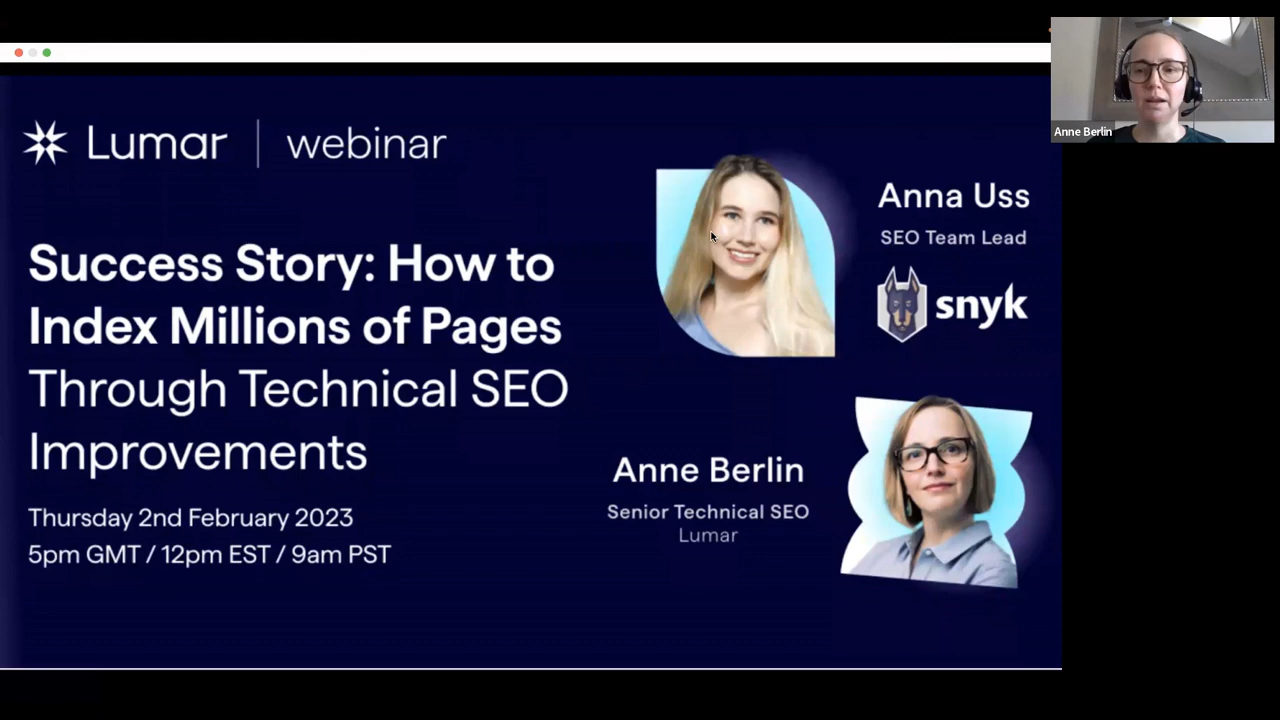 Lumar | webinar
Success Story: How to
Index Millions of Pages
Through Technical SEO
Improvements
Thursday 2nd February 2023
5pm GMT / 12pm EST / 9am PST
Anna Uss
SEO Team Lead
snyk
Anne Berlin
Senior Technical SEO
Lumar
Anne Berlin